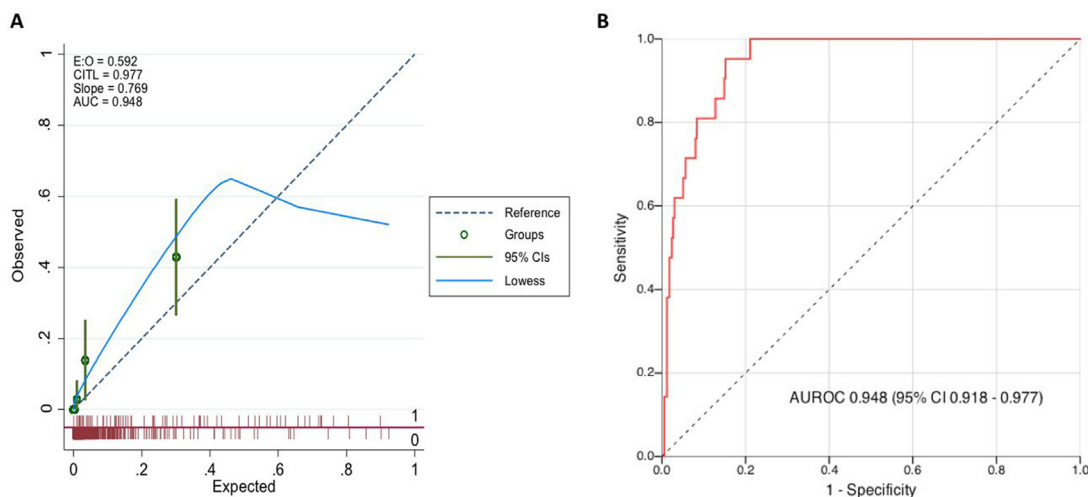 A
E:O = 0.592
CITL = 0.977
Slope = 0.769
AUC = 0.948
Observed
1
.8
.6
.4
.2
0
1
0
0 .2 .4 .6 .8 1
Expected
Reference
Groups
95% CIs
Lowess
B
Sensitivity
1.0
0.8
0.6
0.4
0.2
0.0
AUROC 0.948 (95% CI 0.918 - 0.977)
0.0 0.2 0.4 0.6 0.8 1.0
1 - Specificity